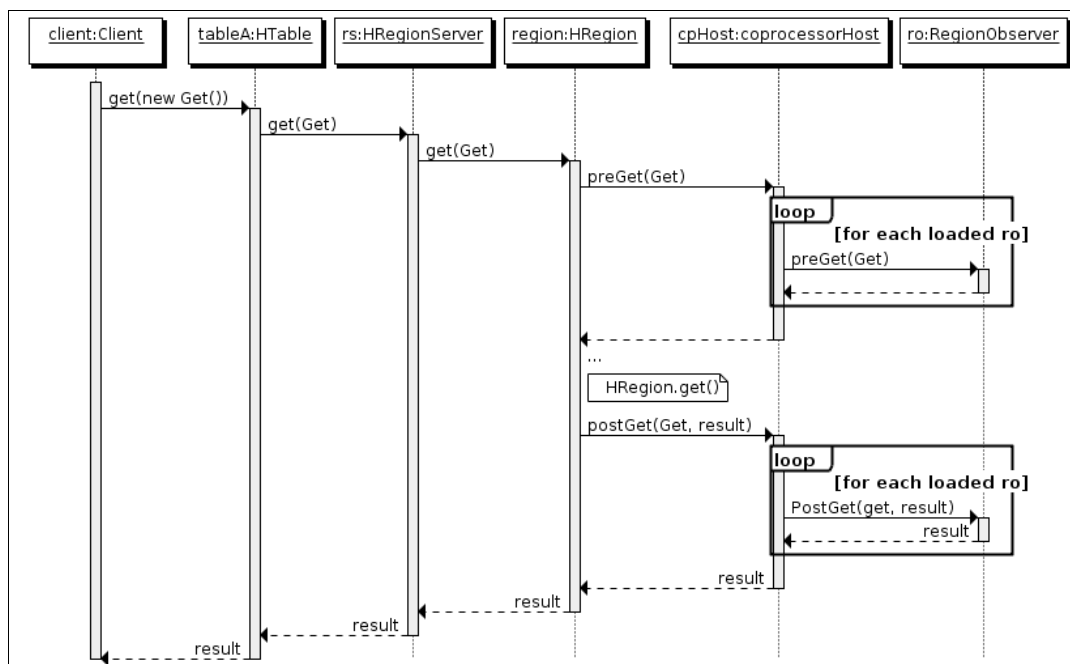 client:Client
tableA:HTable
rs:HRegionServer
region:HRegion
cpHost:coprocessorHost
ro:RegionObserver
get(new Get())
get(Get)
get(Get)
preGet(Get)
loop
[for each loaded ro]
preGet(Get)
...
HRegion.get()
postGet(Get, result)
loop
[for each loaded ro]
PostGet(get, result)
result
result
result
result
result